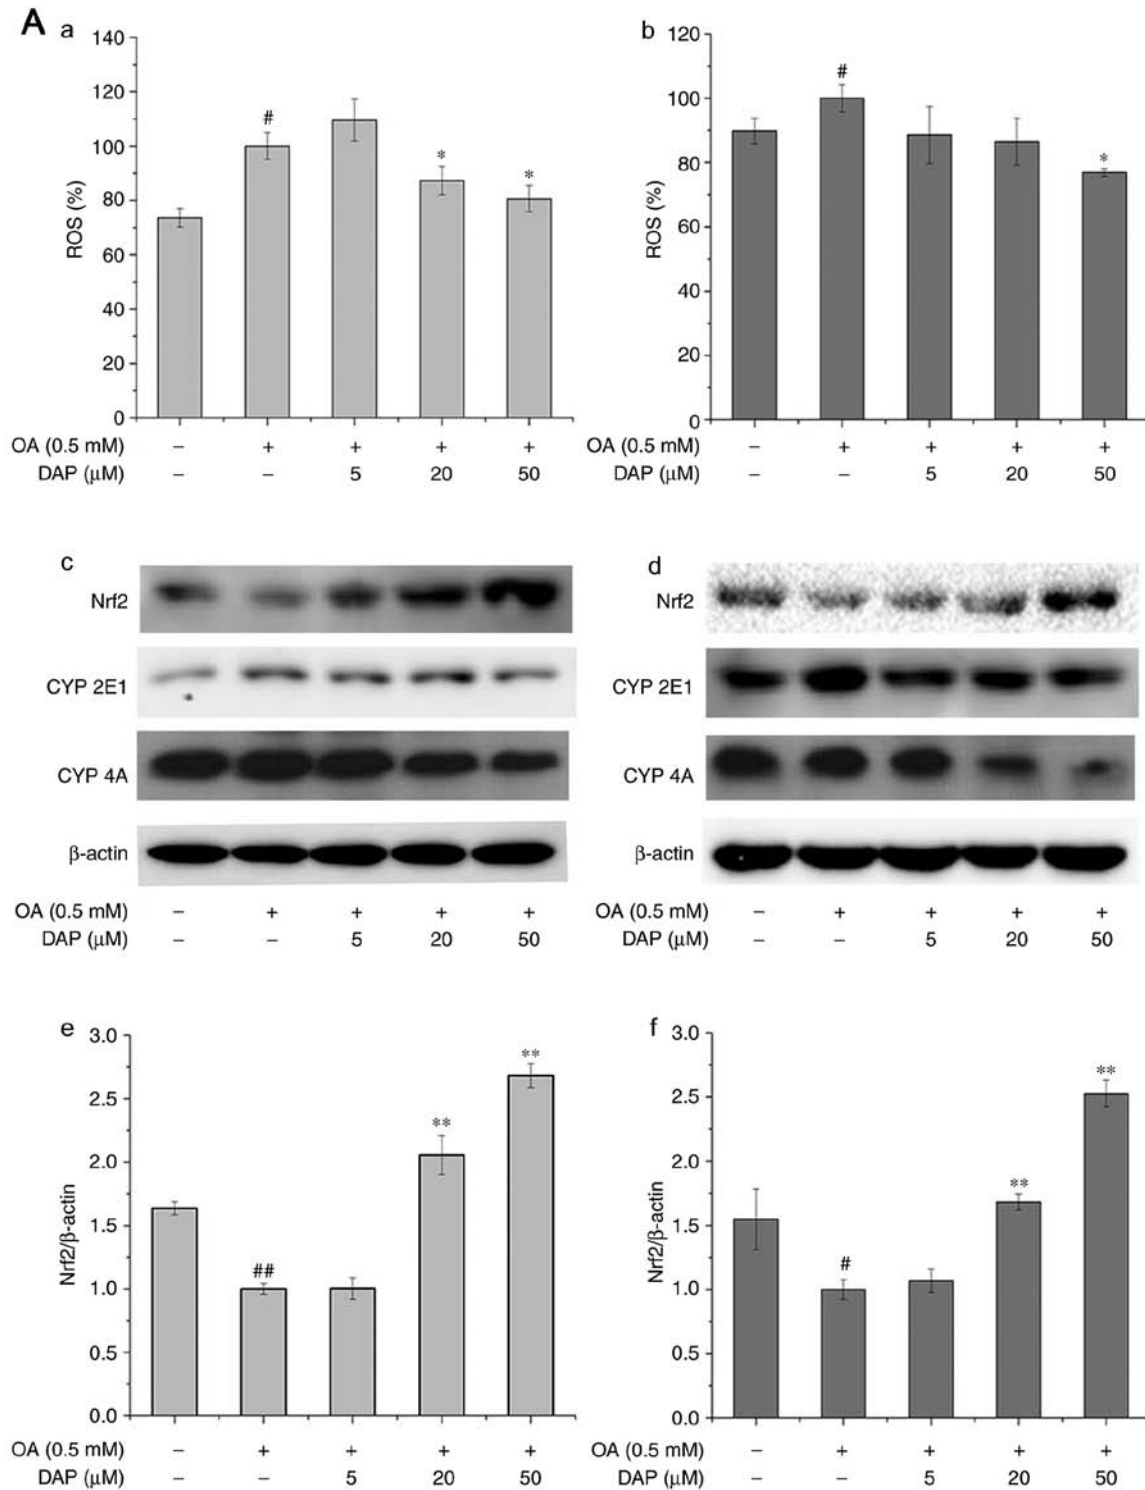 A a
140
120
100
80
60
40
20
0
ROS (%)
#
*
*
OA (0.5 mM) – + + + +
DAP (μM) – – 5 20 50
b
120
100
80
60
40
20
0
ROS (%)
#
*
OA (0.5 mM) – + + + +
DAP (μM) – – 5 20 50
c
Nrf2
CYP 2E1
CYP 4A
β-actin
OA (0.5 mM) – + + + +
DAP (μM) – – 5 20 50
d
Nrf2
CYP 2E1
CYP 4A
β-actin
OA (0.5 mM) – + + + +
DAP (μM) – – 5 20 50
e
3.0
2.5
2.0
1.5
1.0
0.5
0.0
Nrf2/β-actin
##
**
**
OA (0.5 mM) – + + + +
DAP (μM) – – 5 20 50
f
3.0
2.5
2.0
1.5
1.0
0.5
0.0
Nrf2/β-actin
#
**
**
OA (0.5 mM) – + + + +
DAP (μM) – – 5 20 50